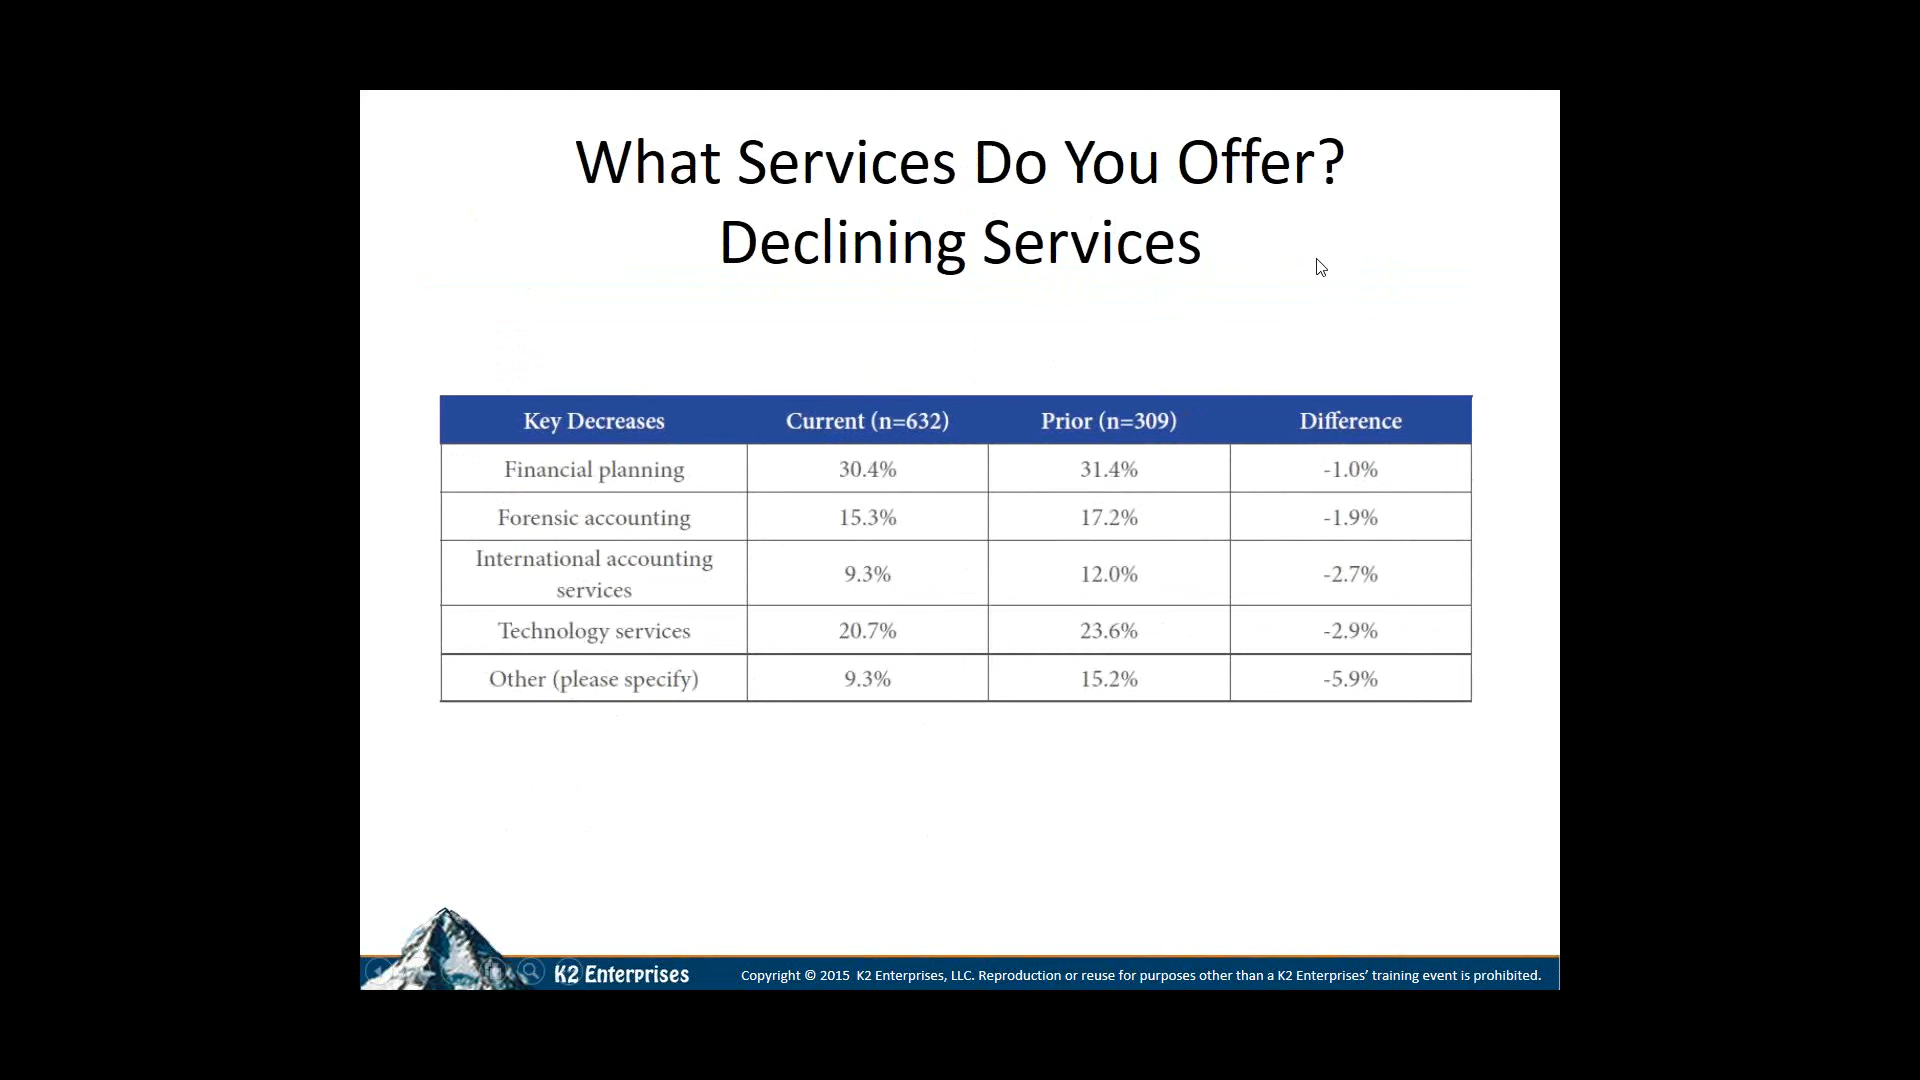 What Services Do You Offer?
Declining Services
Key Decreases Current (n=632) Prior (n=309) Difference
Financial planning 30.4% 31.4% -1.0%
Forensic accounting 15.3% 17.2% -1.9%
International accounting services 9.3% 12.0% -2.7%
Technology services 20.7% 23.6% -2.9%
Other (please specify) 9.3% 15.2% -5.9%
K2 Enterprises Copyright © 2015 K2 Enterprises, LLC. Reproduction or reuse for purposes other than a K2 Enterprises’ training event is prohibited.